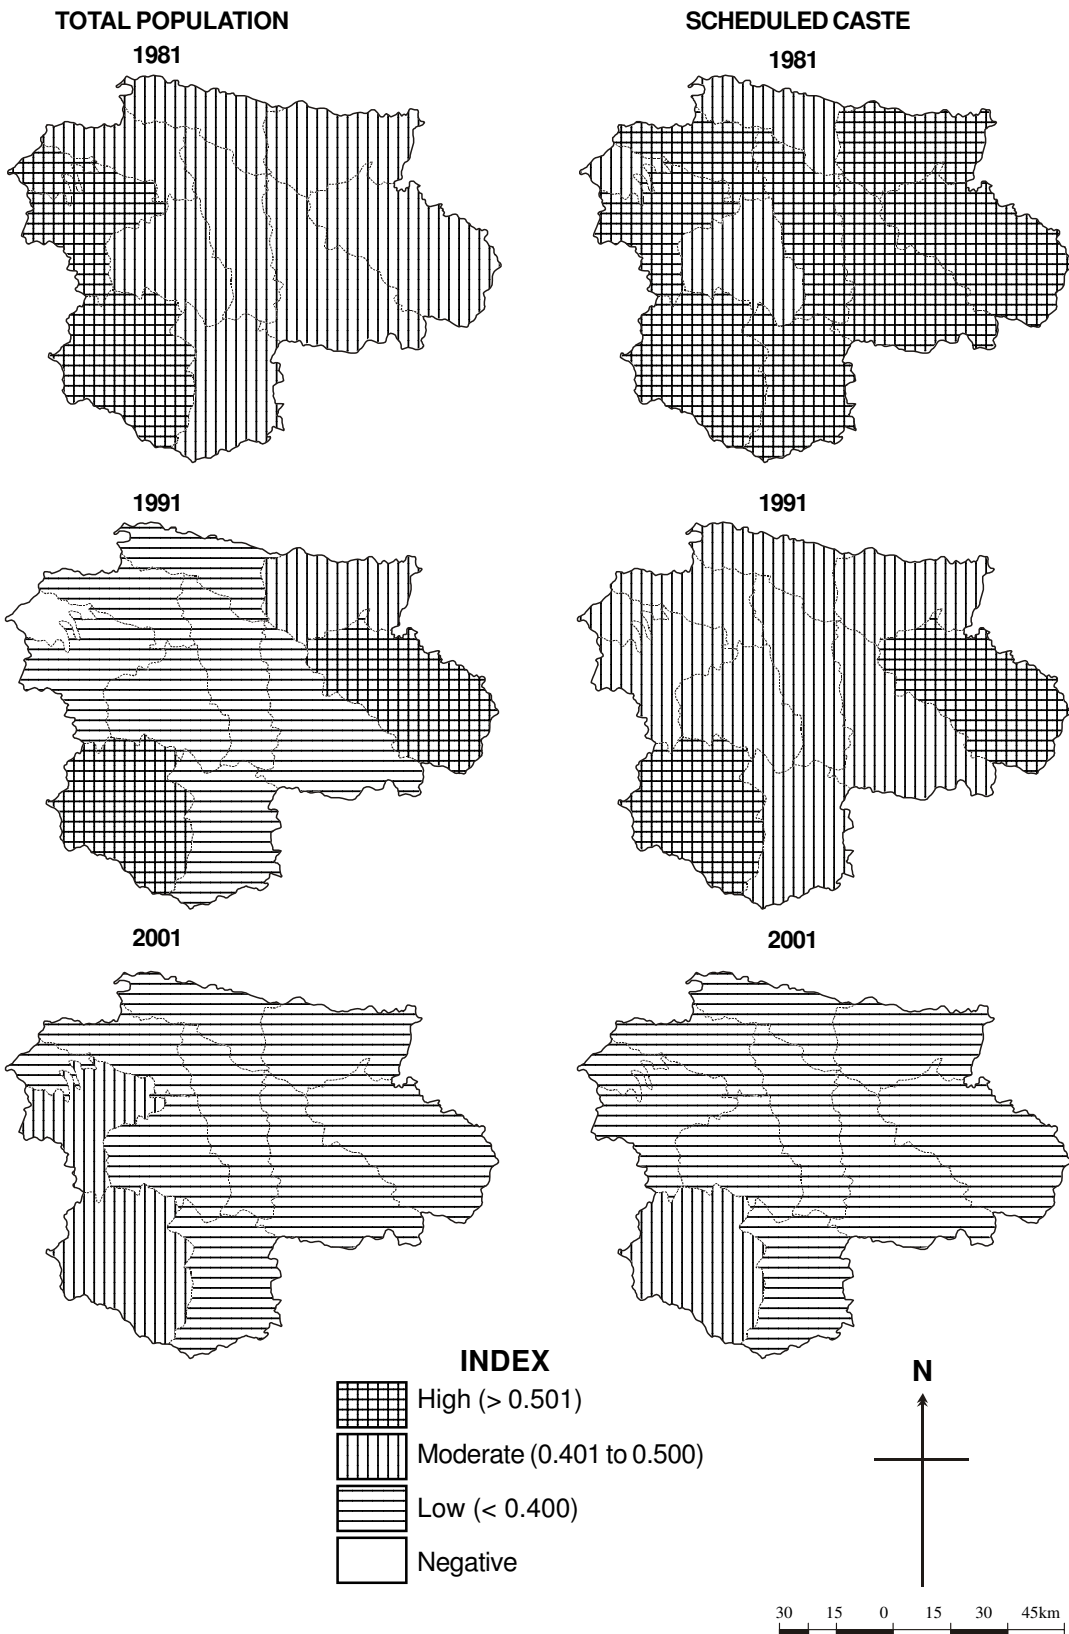 TOTAL POPULATION
SCHEDULED CASTE
1981
1981
1991
1991
2001
2001
INDEX
High (> 0.501)
Moderate (0.401 to 0.500)
Low (< 0.400)
Negative
N
30 15 0 15 30 45km